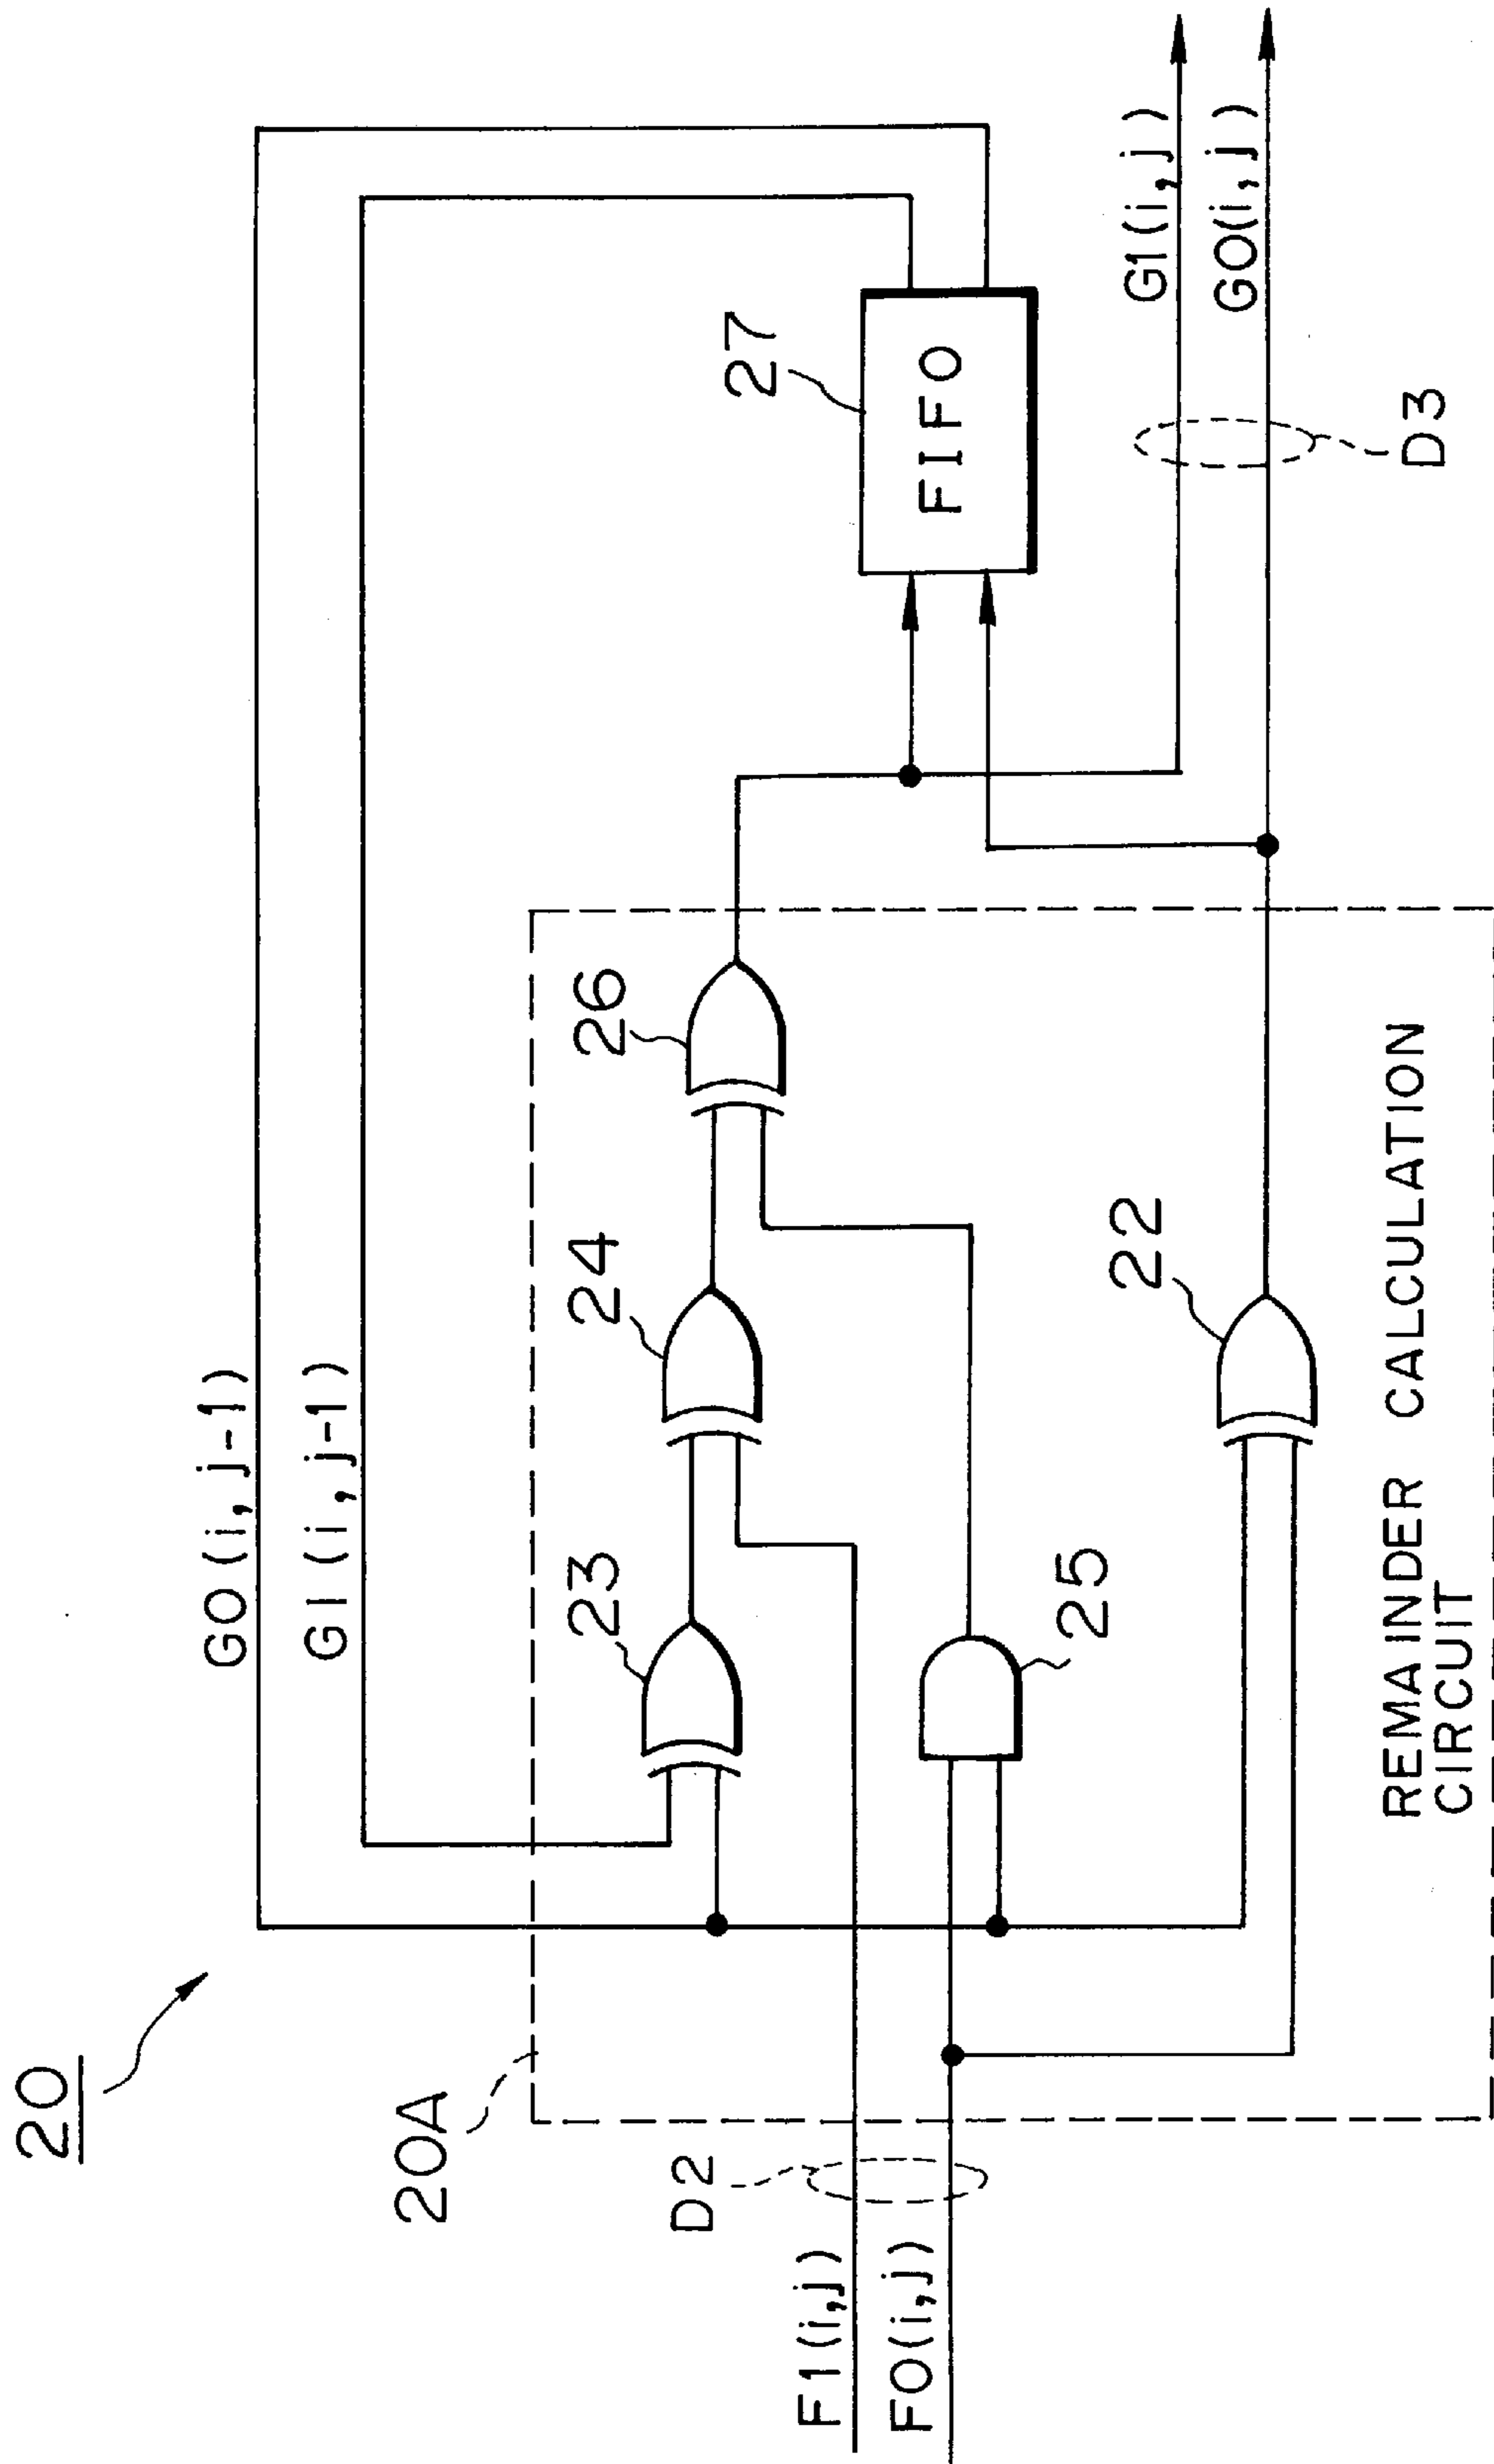 20
20A
D2
F1(i,j)
F0(i,j)
G0(i,j-1)
G1(i,j-1)
23
24
26
25
22
REMAINDER CALCULATION
CIRCUIT
27
FIFO
G1(i,j)
G0(i,j)
D3